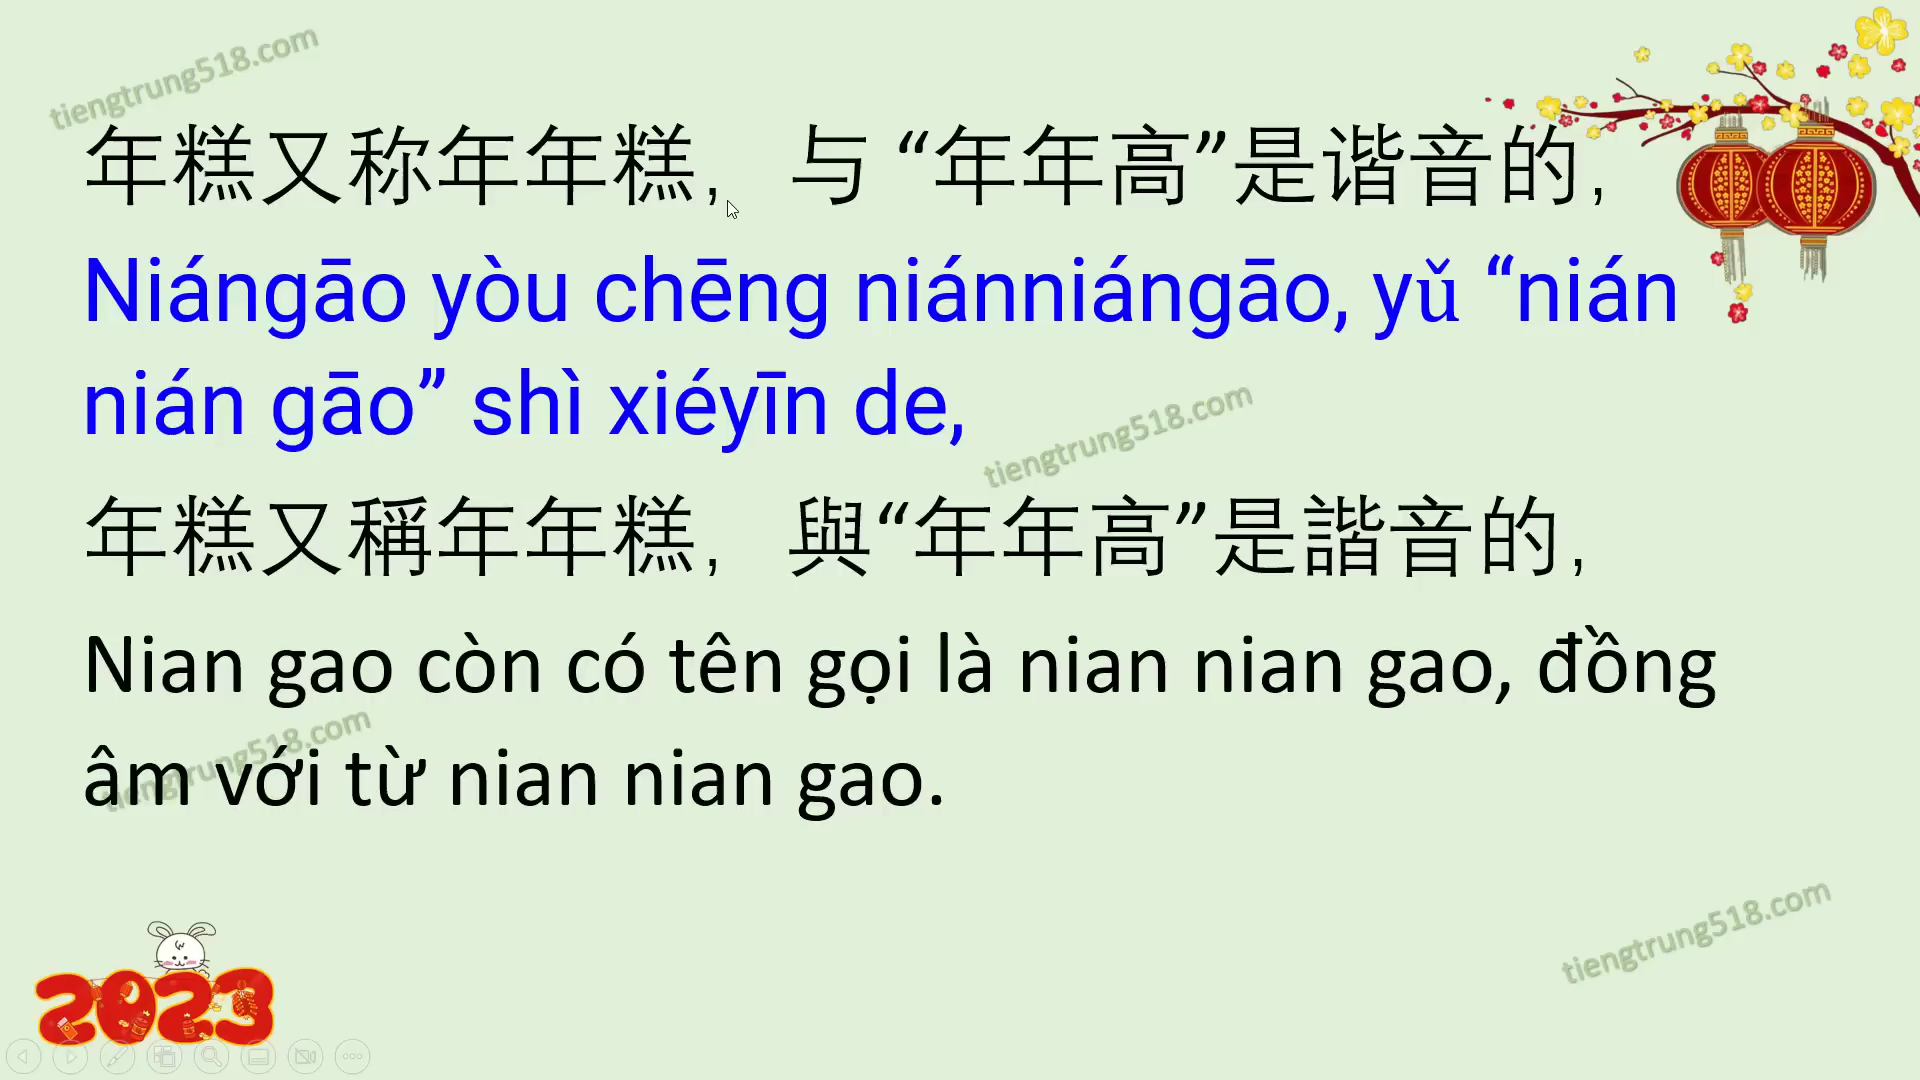 tiengtrung518.com
年糕又称年年糕，与 “年年高”是谐音的，
Niángāo yòu chēng niánniángāo, yǔ “nián
nián gāo” shì xiéyīn de,
tiengtrung518.com
年糕又稱年年糕，與“年年高”是諧音的，
Nian gao còn có tên gọi là nian nian gao, đồng
tiengtrung518.com
âm với từ nian nian gao.
tiengtrung518.com
2023